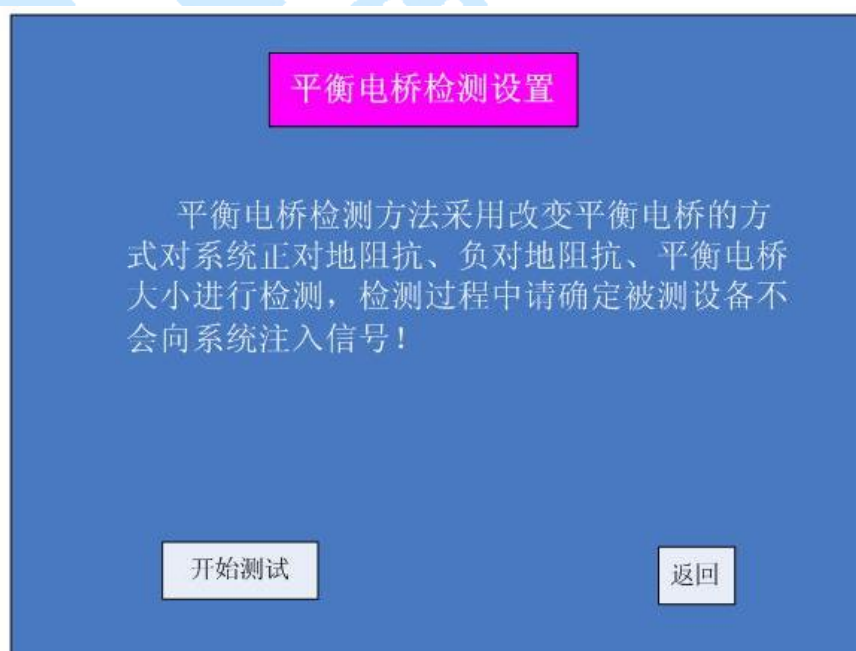 平衡电桥检测设置
平衡电桥检测方法采用改变平衡电桥的方
式对系统正对地阻抗、负对地阻抗、平衡电桥
大小进行检测，检测过程中请确定被测设备不
会向系统注入信号！
开始测试
返回